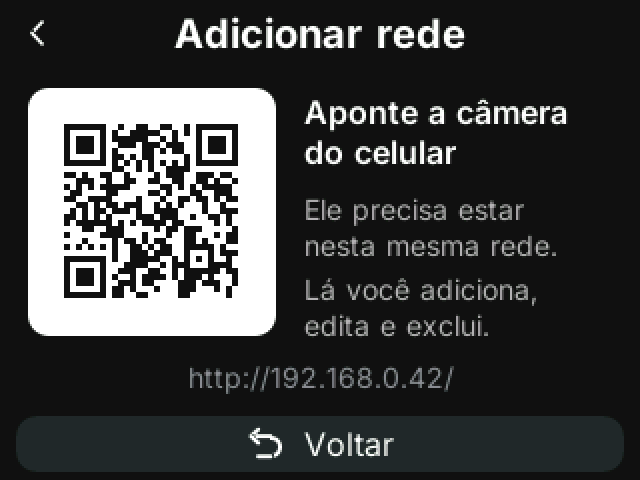 Adicionar rede
Aponte a câmera
do celular
Ele precisa estar
nesta mesma rede.
Lá você adiciona,
edita e exclui.
http://192.168.0.42/
Voltar